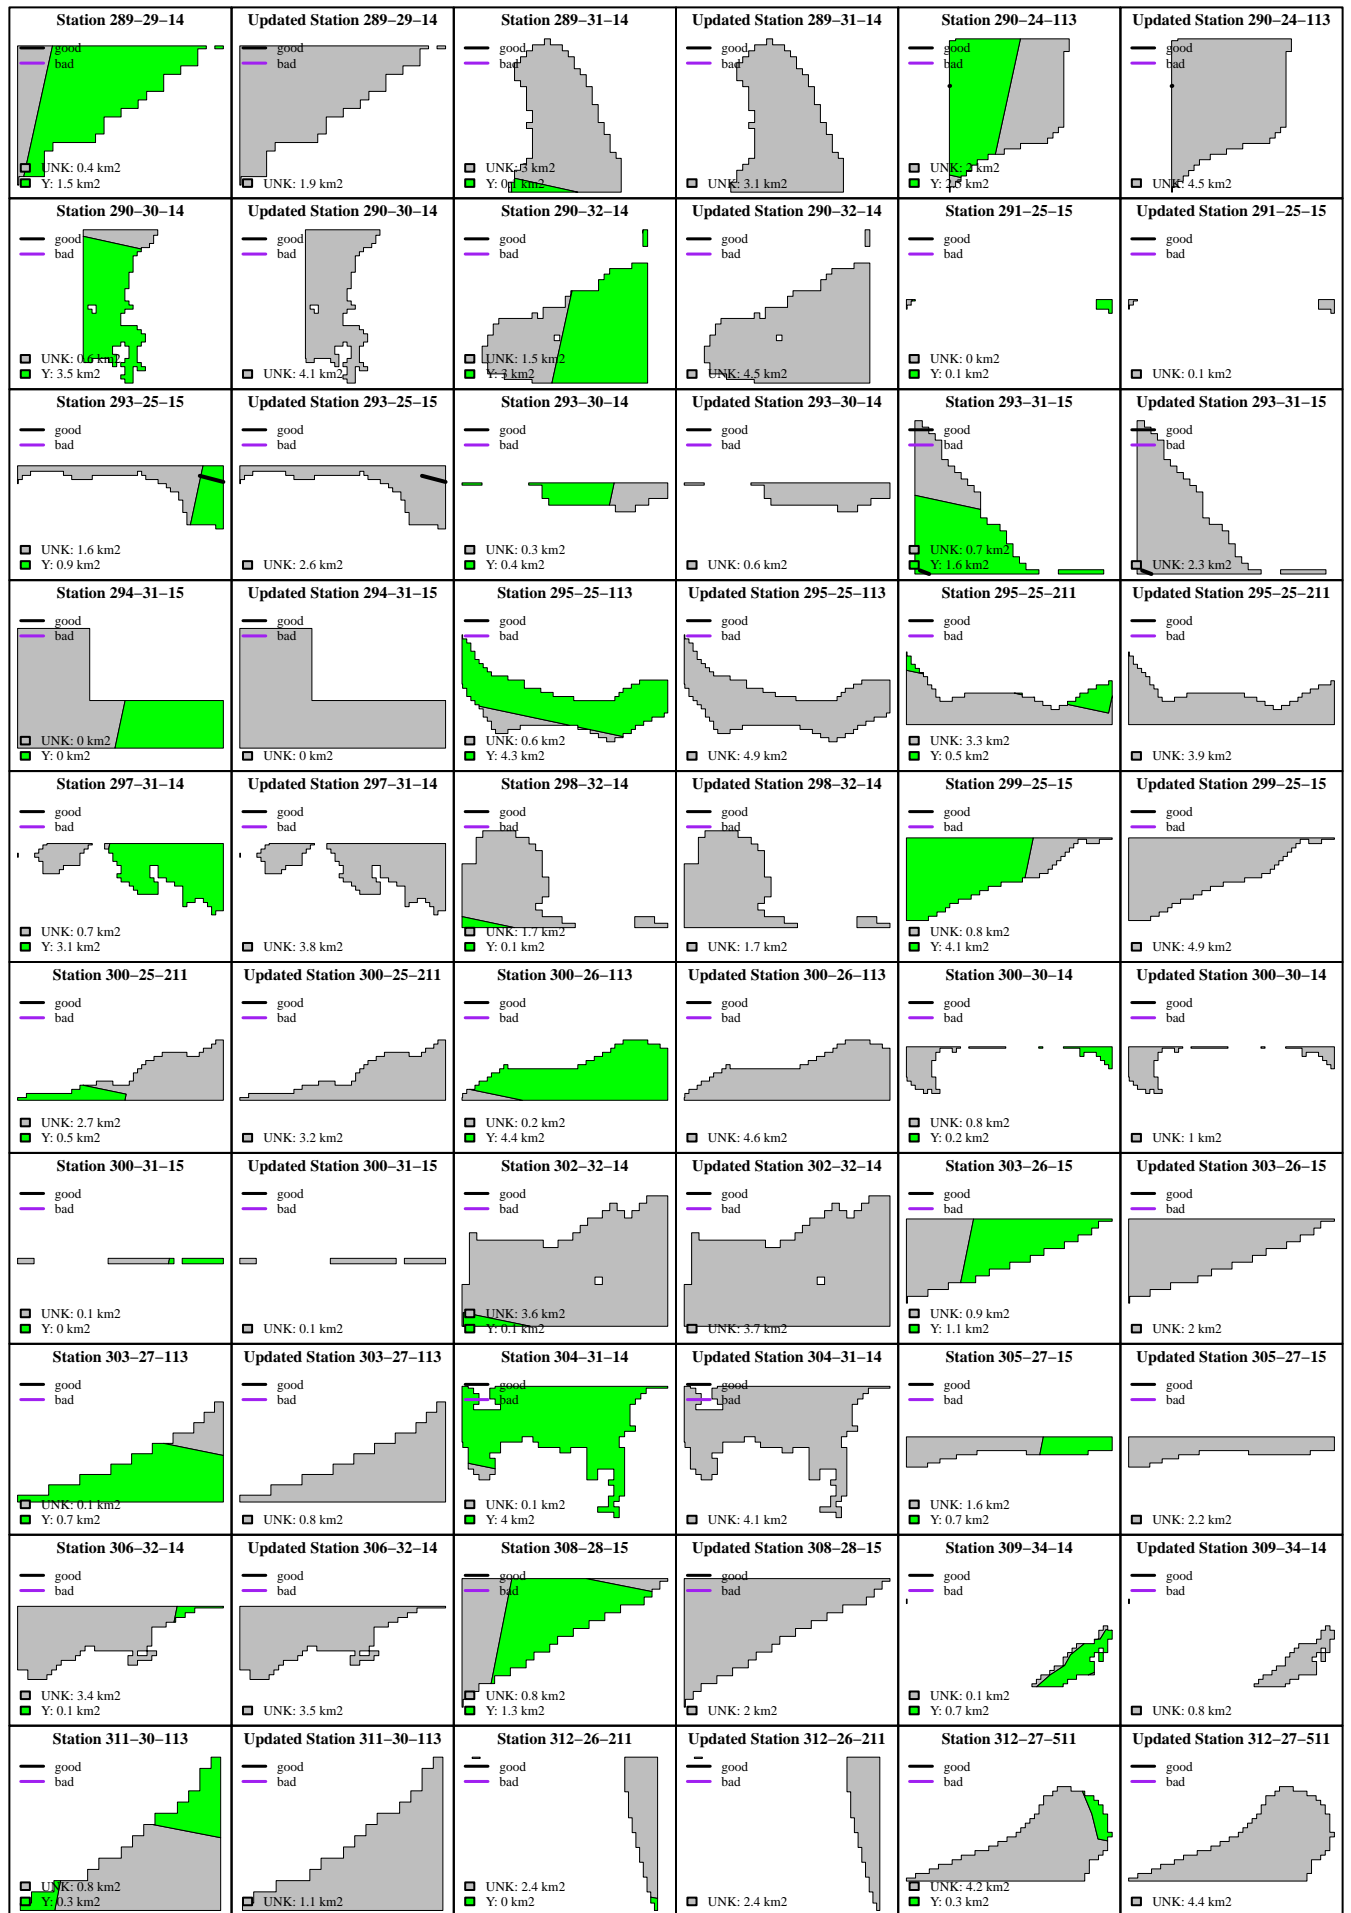 Station 289−29−14
good
bad
UNK: 0.4 km2
Y: 1.5 km2
Updated Station 289−29−14
good
bad
UNK: 1.9 km2
Station 289−31−14
good
bad
UNK: 3 km2
Y: 0.1 km2
Updated Station 289−31−14
good
bad
UNK: 3.1 km2
Station 290−24−113
good
bad
UNK: 2 km2
Y: 2.5 km2
Updated Station 290−24−113
good
bad
UNK: 4.5 km2
Station 290−30−14
good
bad
UNK: 0.6 km2
Y: 3.5 km2
Updated Station 290−30−14
good
bad
UNK: 4.1 km2
Station 290−32−14
good
bad
UNK: 1.5 km2
Y: 3 km2
Updated Station 290−32−14
good
bad
UNK: 4.5 km2
Station 291−25−15
good
bad
UNK: 0 km2
Y: 0.1 km2
Updated Station 291−25−15
good
bad
UNK: 0.1 km2
Station 293−25−15
good
bad
UNK: 1.6 km2
Y: 0.9 km2
Updated Station 293−25−15
good
bad
UNK: 2.6 km2
Station 293−30−14
good
bad
UNK: 0.3 km2
Y: 0.4 km2
Updated Station 293−30−14
good
bad
UNK: 0.6 km2
Station 293−31−15
good
bad
UNK: 0.7 km2
Y: 1.6 km2
Updated Station 293−31−15
good
bad
UNK: 2.3 km2
Station 294−31−15
good
bad
UNK: 0 km2
Y: 0 km2
Updated Station 294−31−15
good
bad
UNK: 0 km2
Station 295−25−113
good
bad
UNK: 0.6 km2
Y: 4.3 km2
Updated Station 295−25−113
good
bad
UNK: 4.9 km2
Station 295−25−211
good
bad
UNK: 3.3 km2
Y: 0.5 km2
Updated Station 295−25−211
good
bad
UNK: 3.9 km2
Station 297−31−14
good
bad
UNK: 0.7 km2
Y: 3.1 km2
Updated Station 297−31−14
good
bad
UNK: 3.8 km2
Station 298−32−14
good
bad
UNK: 1.7 km2
Y: 0.1 km2
Updated Station 298−32−14
good
bad
UNK: 1.7 km2
Station 299−25−15
good
bad
UNK: 0.8 km2
Y: 4.1 km2
Updated Station 299−25−15
good
bad
UNK: 4.9 km2
Station 300−25−211
good
bad
UNK: 2.7 km2
Y: 0.5 km2
Updated Station 300−25−211
good
bad
UNK: 3.2 km2
Station 300−26−113
good
bad
UNK: 0.2 km2
Y: 4.4 km2
Updated Station 300−26−113
good
bad
UNK: 4.6 km2
Station 300−30−14
good
bad
UNK: 0.8 km2
Y: 0.2 km2
Updated Station 300−30−14
good
bad
UNK: 1 km2
Station 300−31−15
good
bad
UNK: 0.1 km2
Y: 0 km2
Updated Station 300−31−15
good
bad
UNK: 0.1 km2
Station 302−32−14
good
bad
UNK: 3.6 km2
Y: 0.1 km2
Updated Station 302−32−14
good
bad
UNK: 3.7 km2
Station 303−26−15
good
bad
UNK: 0.9 km2
Y: 1.1 km2
Updated Station 303−26−15
good
bad
UNK: 2 km2
Station 303−27−113
good
bad
UNK: 0.1 km2
Y: 0.7 km2
Updated Station 303−27−113
good
bad
UNK: 0.8 km2
Station 304−31−14
good
bad
UNK: 0.1 km2
Y: 4 km2
Updated Station 304−31−14
good
bad
UNK: 4.1 km2
Station 305−27−15
good
bad
UNK: 1.6 km2
Y: 0.7 km2
Updated Station 305−27−15
good
bad
UNK: 2.2 km2
Station 306−32−14
good
bad
UNK: 3.4 km2
Y: 0.1 km2
Updated Station 306−32−14
good
bad
UNK: 3.5 km2
Station 308−28−15
good
bad
UNK: 0.8 km2
Y: 1.3 km2
Updated Station 308−28−15
good
bad
UNK: 2 km2
Station 309−34−14
good
bad
UNK: 0.1 km2
Y: 0.7 km2
Updated Station 309−34−14
good
bad
UNK: 0.8 km2
Station 311−30−113
good
bad
UNK: 0.8 km2
Y: 0.3 km2
Updated Station 311−30−113
good
bad
UNK: 1.1 km2
Station 312−26−211
good
bad
UNK: 2.4 km2
Y: 0 km2
Updated Station 312−26−211
good
bad
UNK: 2.4 km2
Station 312−27−511
good
bad
UNK: 4.2 km2
Y: 0.3 km2
Updated Station 312−27−511
good
bad
UNK: 4.4 km2